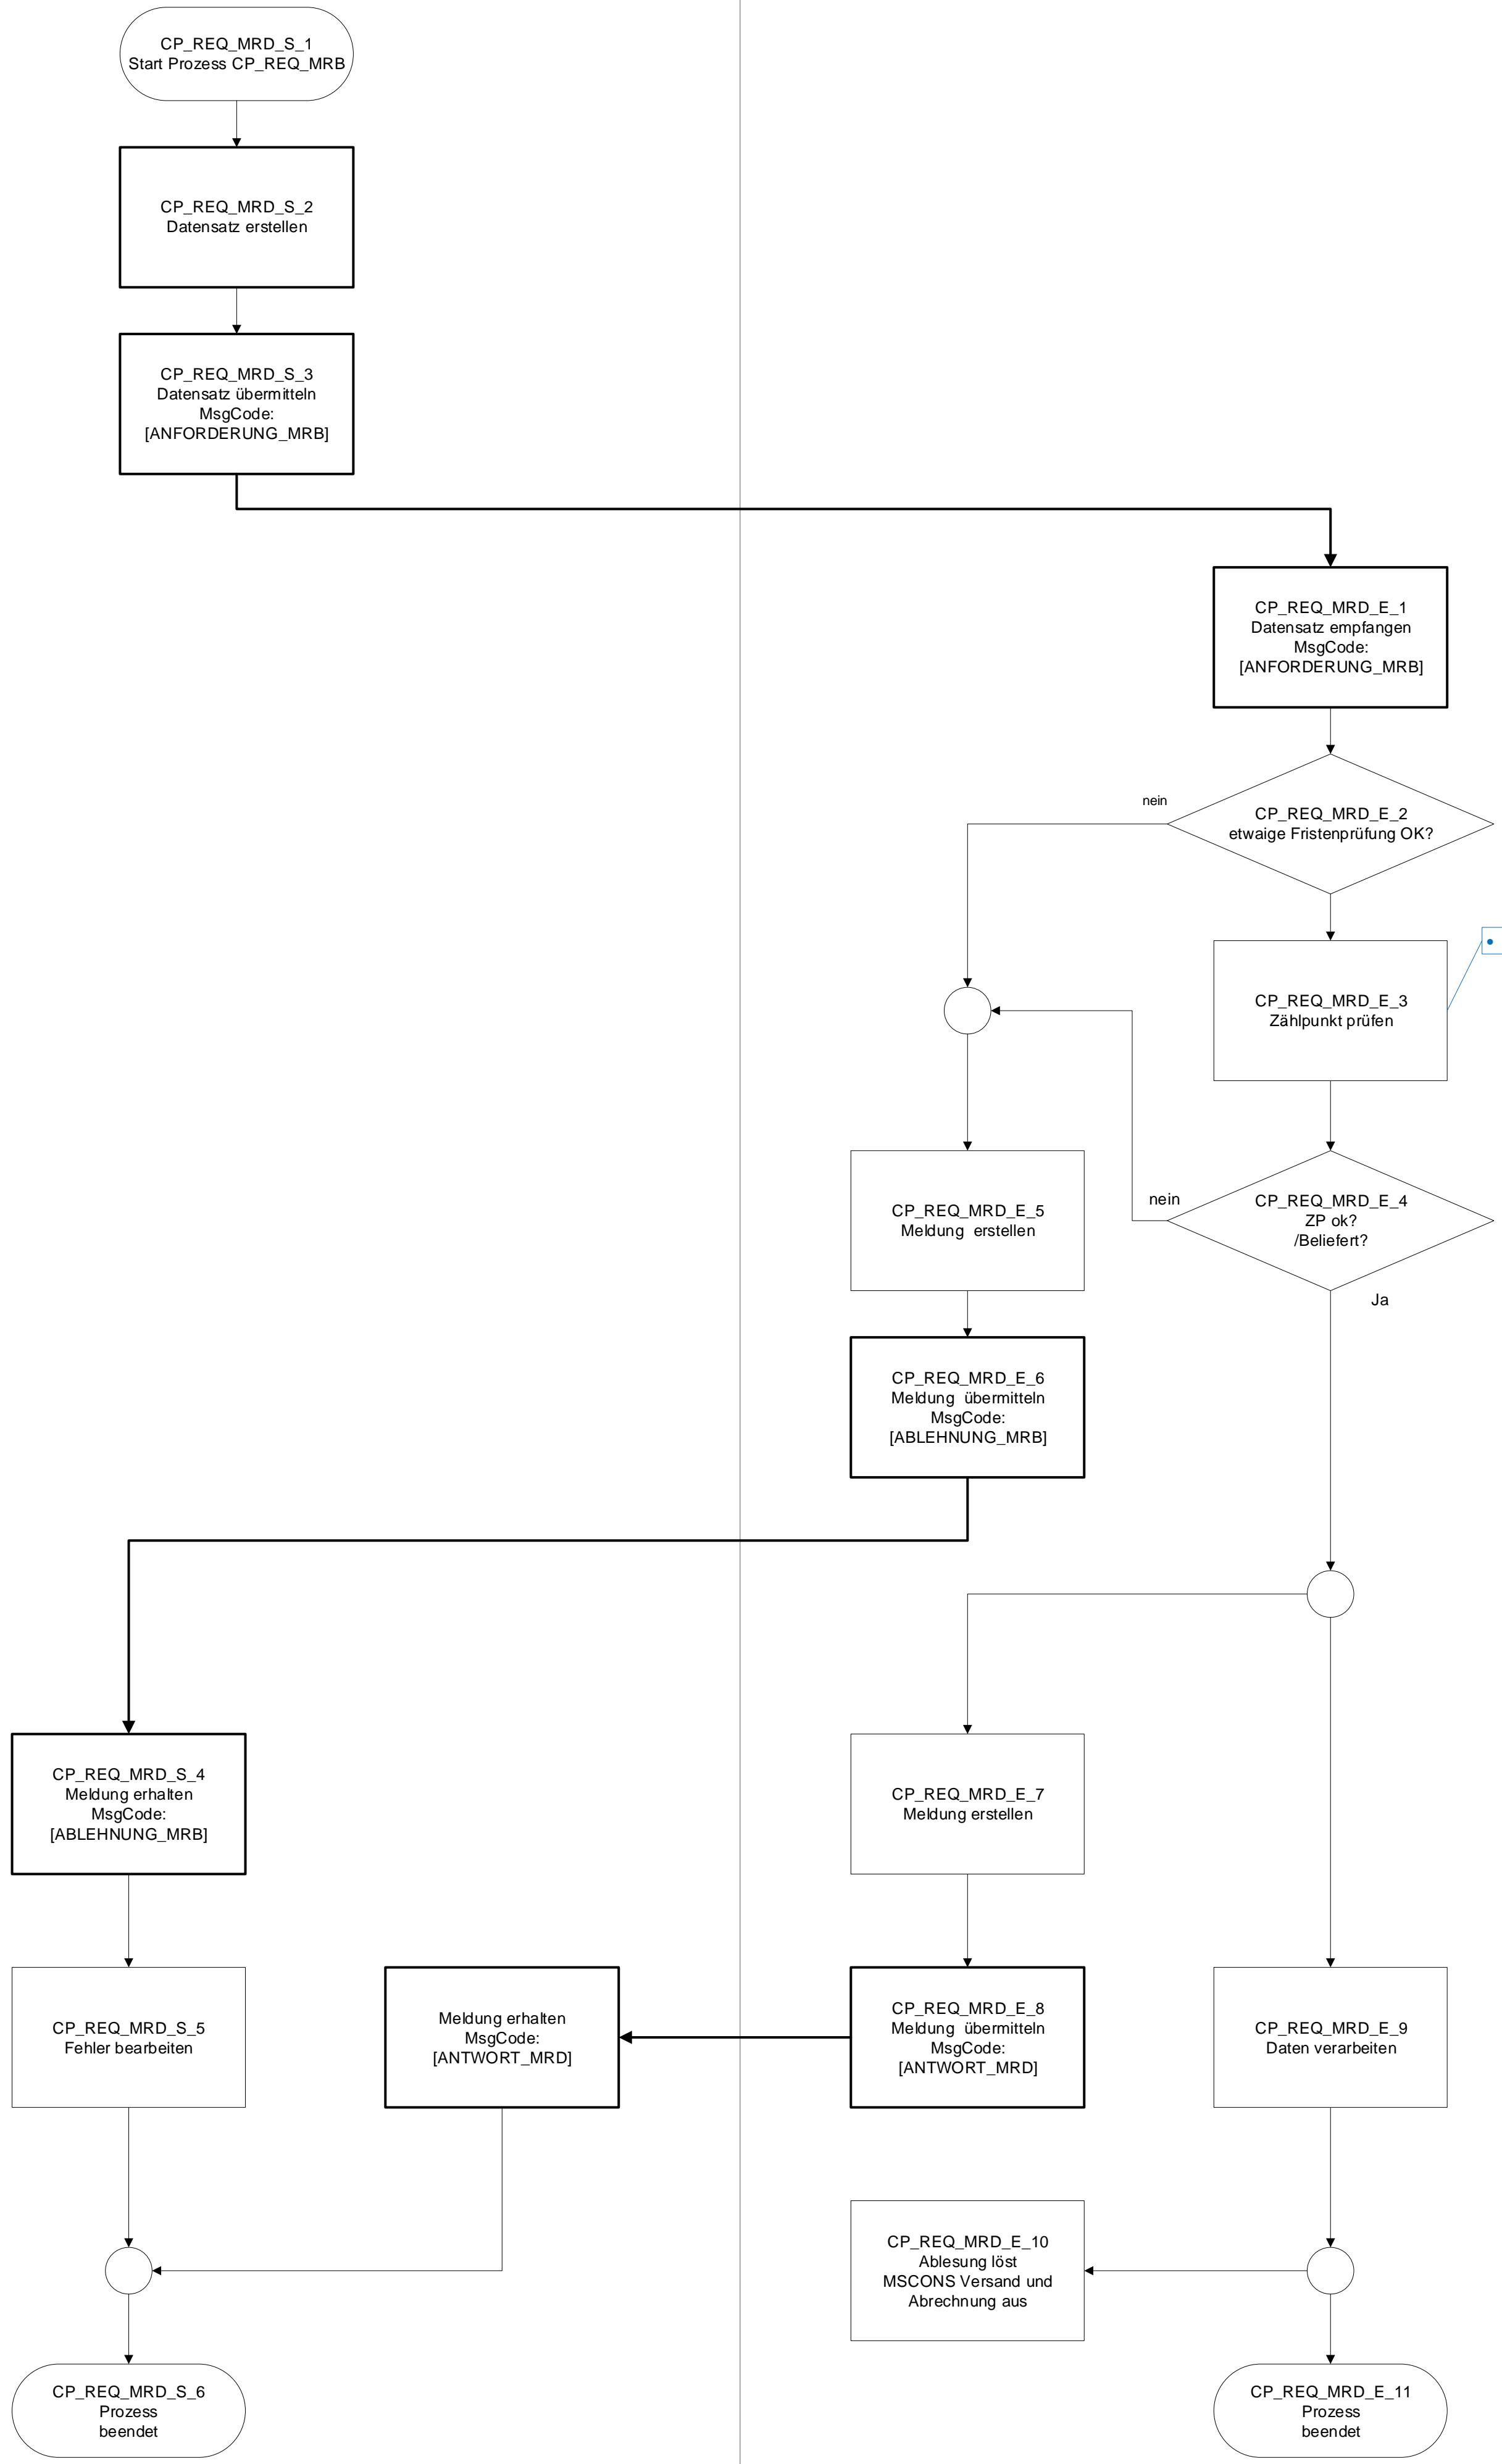 CP_REQ_MRD_S_1
Start Prozess CP_REQ_MRB
CP_REQ_MRD_S_2
Datensatz erstellen
CP_REQ_MRD_S_3
Datensatz übermitteln
MsgCode:
[ANFORDERUNG_MRB]
CP_REQ_MRD_E_1
Datensatz empfangen
MsgCode:
[ANFORDERUNG_MRB]
nein
CP_REQ_MRD_E_2
etwaige Fristenprüfung OK?
CP_REQ_MRD_E_3
Zählpunkt prüfen
nein
CP_REQ_MRD_E_4
ZP ok?
/Beliefert?
Ja
CP_REQ_MRD_E_5
Meldung erstellen
CP_REQ_MRD_E_6
Meldung übermitteln
MsgCode:
[ABLEHNUNG_MRB]
CP_REQ_MRD_S_4
Meldung erhalten
MsgCode:
[ABLEHNUNG_MRB]
CP_REQ_MRD_E_7
Meldung erstellen
CP_REQ_MRD_S_5
Fehler bearbeiten
Meldung erhalten
MsgCode:
[ANTWORT_MRD]
CP_REQ_MRD_E_8
Meldung übermitteln
MsgCode:
[ANTWORT_MRD]
CP_REQ_MRD_E_9
Daten verarbeiten
CP_REQ_MRD_E_10
Ablesung löst
MSCONS Versand und
Abrechnung aus
CP_REQ_MRD_S_6
Prozess
beendet
CP_REQ_MRD_E_11
Prozess
beendet